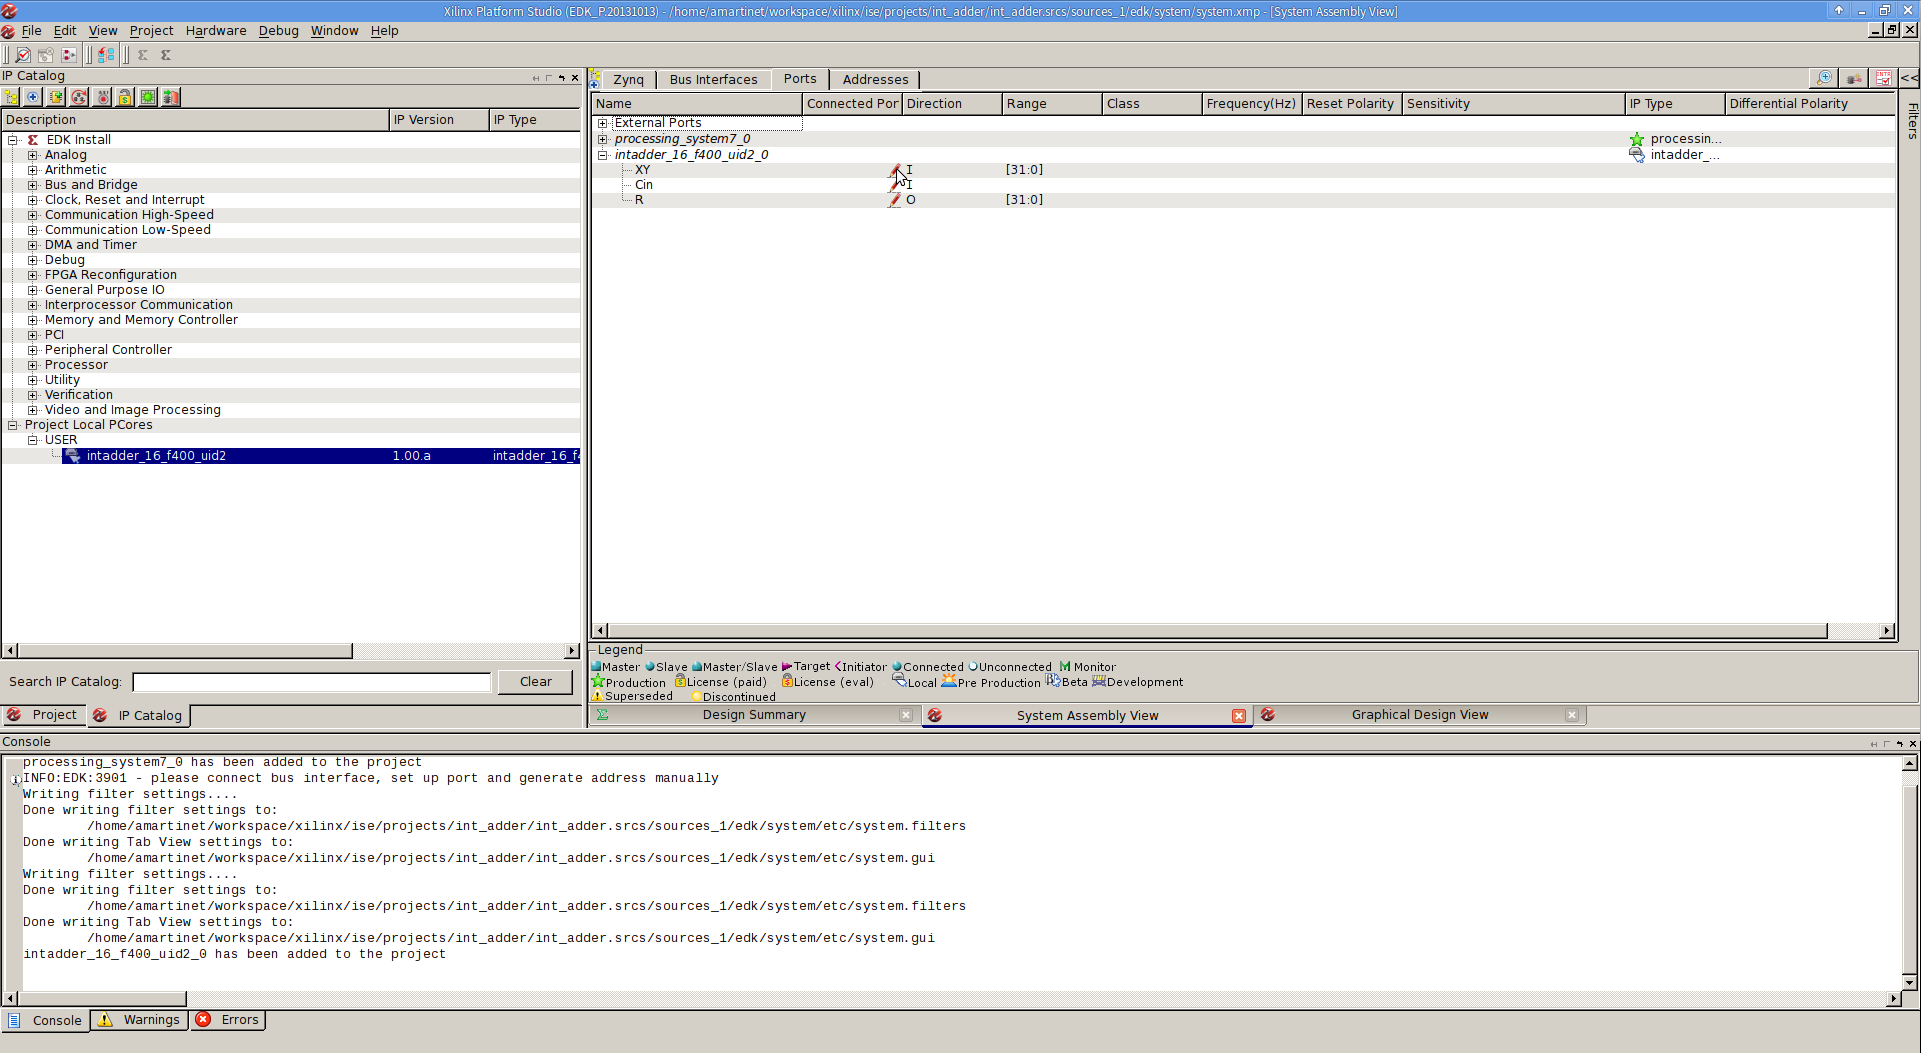 Xilinx Platform Studio (EDK_P.20131013) - /home/amartinet/workspace/xilinx/ise/projects/int_adder/int_adder.srcs/sources_1/edk/system/system.xmp - [System Assembly View]
File Edit View Project Hardware Debug Window Help
IP Catalog
Description IP Version IP Type
EDK Install
Analog
Arithmetic
Bus and Bridge
Clock, Reset and Interrupt
Communication High-Speed
Communication Low-Speed
DMA and Timer
Debug
FPGA Reconfiguration
General Purpose IO
Interprocessor Communication
Memory and Memory Controller
PCI
Peripheral Controller
Processor
Utility
Verification
Video and Image Processing
Project Local PCores
USER
intadder_16_f400_uid2 1.00.a intadder_16_f4
Search IP Catalog: Clear
Project IP Catalog
Zynq Bus Interfaces Ports Addresses <<
Filters
Name Connected Por Direction Range Class Frequency(Hz) Reset Polarity Sensitivity IP Type Differential Polarity
External Ports
processing_system7_0 processin...
intadder_16_f400_uid2_0 intadder_...
XY I [31:0]
Cin I
R O [31:0]
Legend
Master Slave Master/Slave Target Initiator Connected Unconnected M Monitor
Production License (paid) License (eval) Local Pre Production Beta Development
Superseded Discontinued
Design Summary System Assembly View Graphical Design View
Console
processing_system7_0 has been added to the project
INFO:EDK:3901 - please connect bus interface, set up port and generate address manually
Writing filter settings....
Done writing filter settings to:
/home/amartinet/workspace/xilinx/ise/projects/int_adder/int_adder.srcs/sources_1/edk/system/etc/system.filters
Done writing Tab View settings to:
/home/amartinet/workspace/xilinx/ise/projects/int_adder/int_adder.srcs/sources_1/edk/system/etc/system.gui
Writing filter settings....
Done writing filter settings to:
/home/amartinet/workspace/xilinx/ise/projects/int_adder/int_adder.srcs/sources_1/edk/system/etc/system.filters
Done writing Tab View settings to:
/home/amartinet/workspace/xilinx/ise/projects/int_adder/int_adder.srcs/sources_1/edk/system/etc/system.gui
intadder_16_f400_uid2_0 has been added to the project
Console Warnings Errors